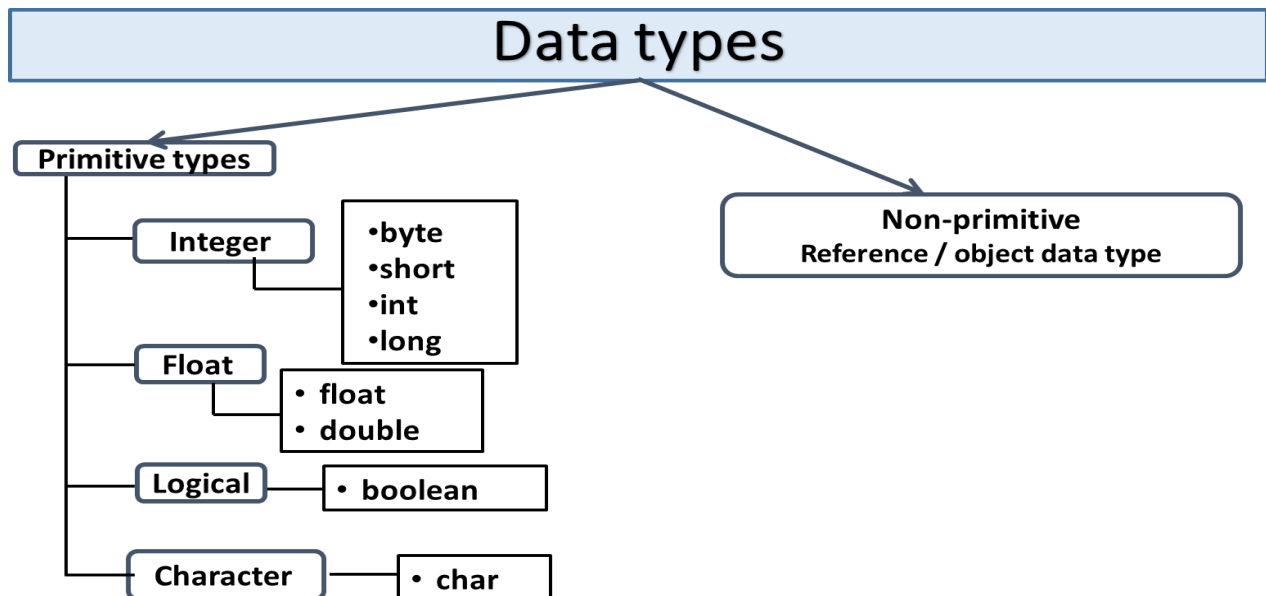 Data types
Primitive types
Integer
•byte
•short
•int
•long
Float
• float
• double
Logical
• boolean
Character
• char
Non-primitive
Reference / object data type